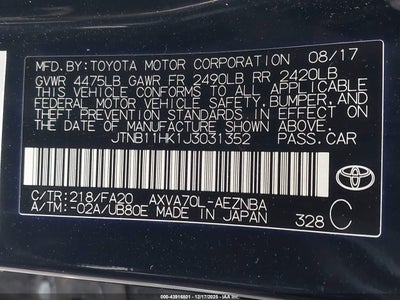 MFD.BY: TOYOTA MOTOR CORPORATION 08/17
GVWR 4475LB GAWR FR 2490LB RR 2420LB
THIS VEHICLE CONFORMS TO ALL APPLICABLE
FEDERAL MOTOR VEHICLE SAFETY, BUMPER, AND
THEFT PREVENTION STANDARDS IN EFFECT ON THE
DATE OF MANUFACTURE SHOWN ABOVE.
JTNB11HK1J3031352 PASS.CAR
C/TR: 218/FA20 AXVA70L-AEZNBA
A/TM: -02A/UB80E MADE IN JAPAN
328 C
TOYOTA
000-43916801 - 12/17/2025 -
IAA Inc.